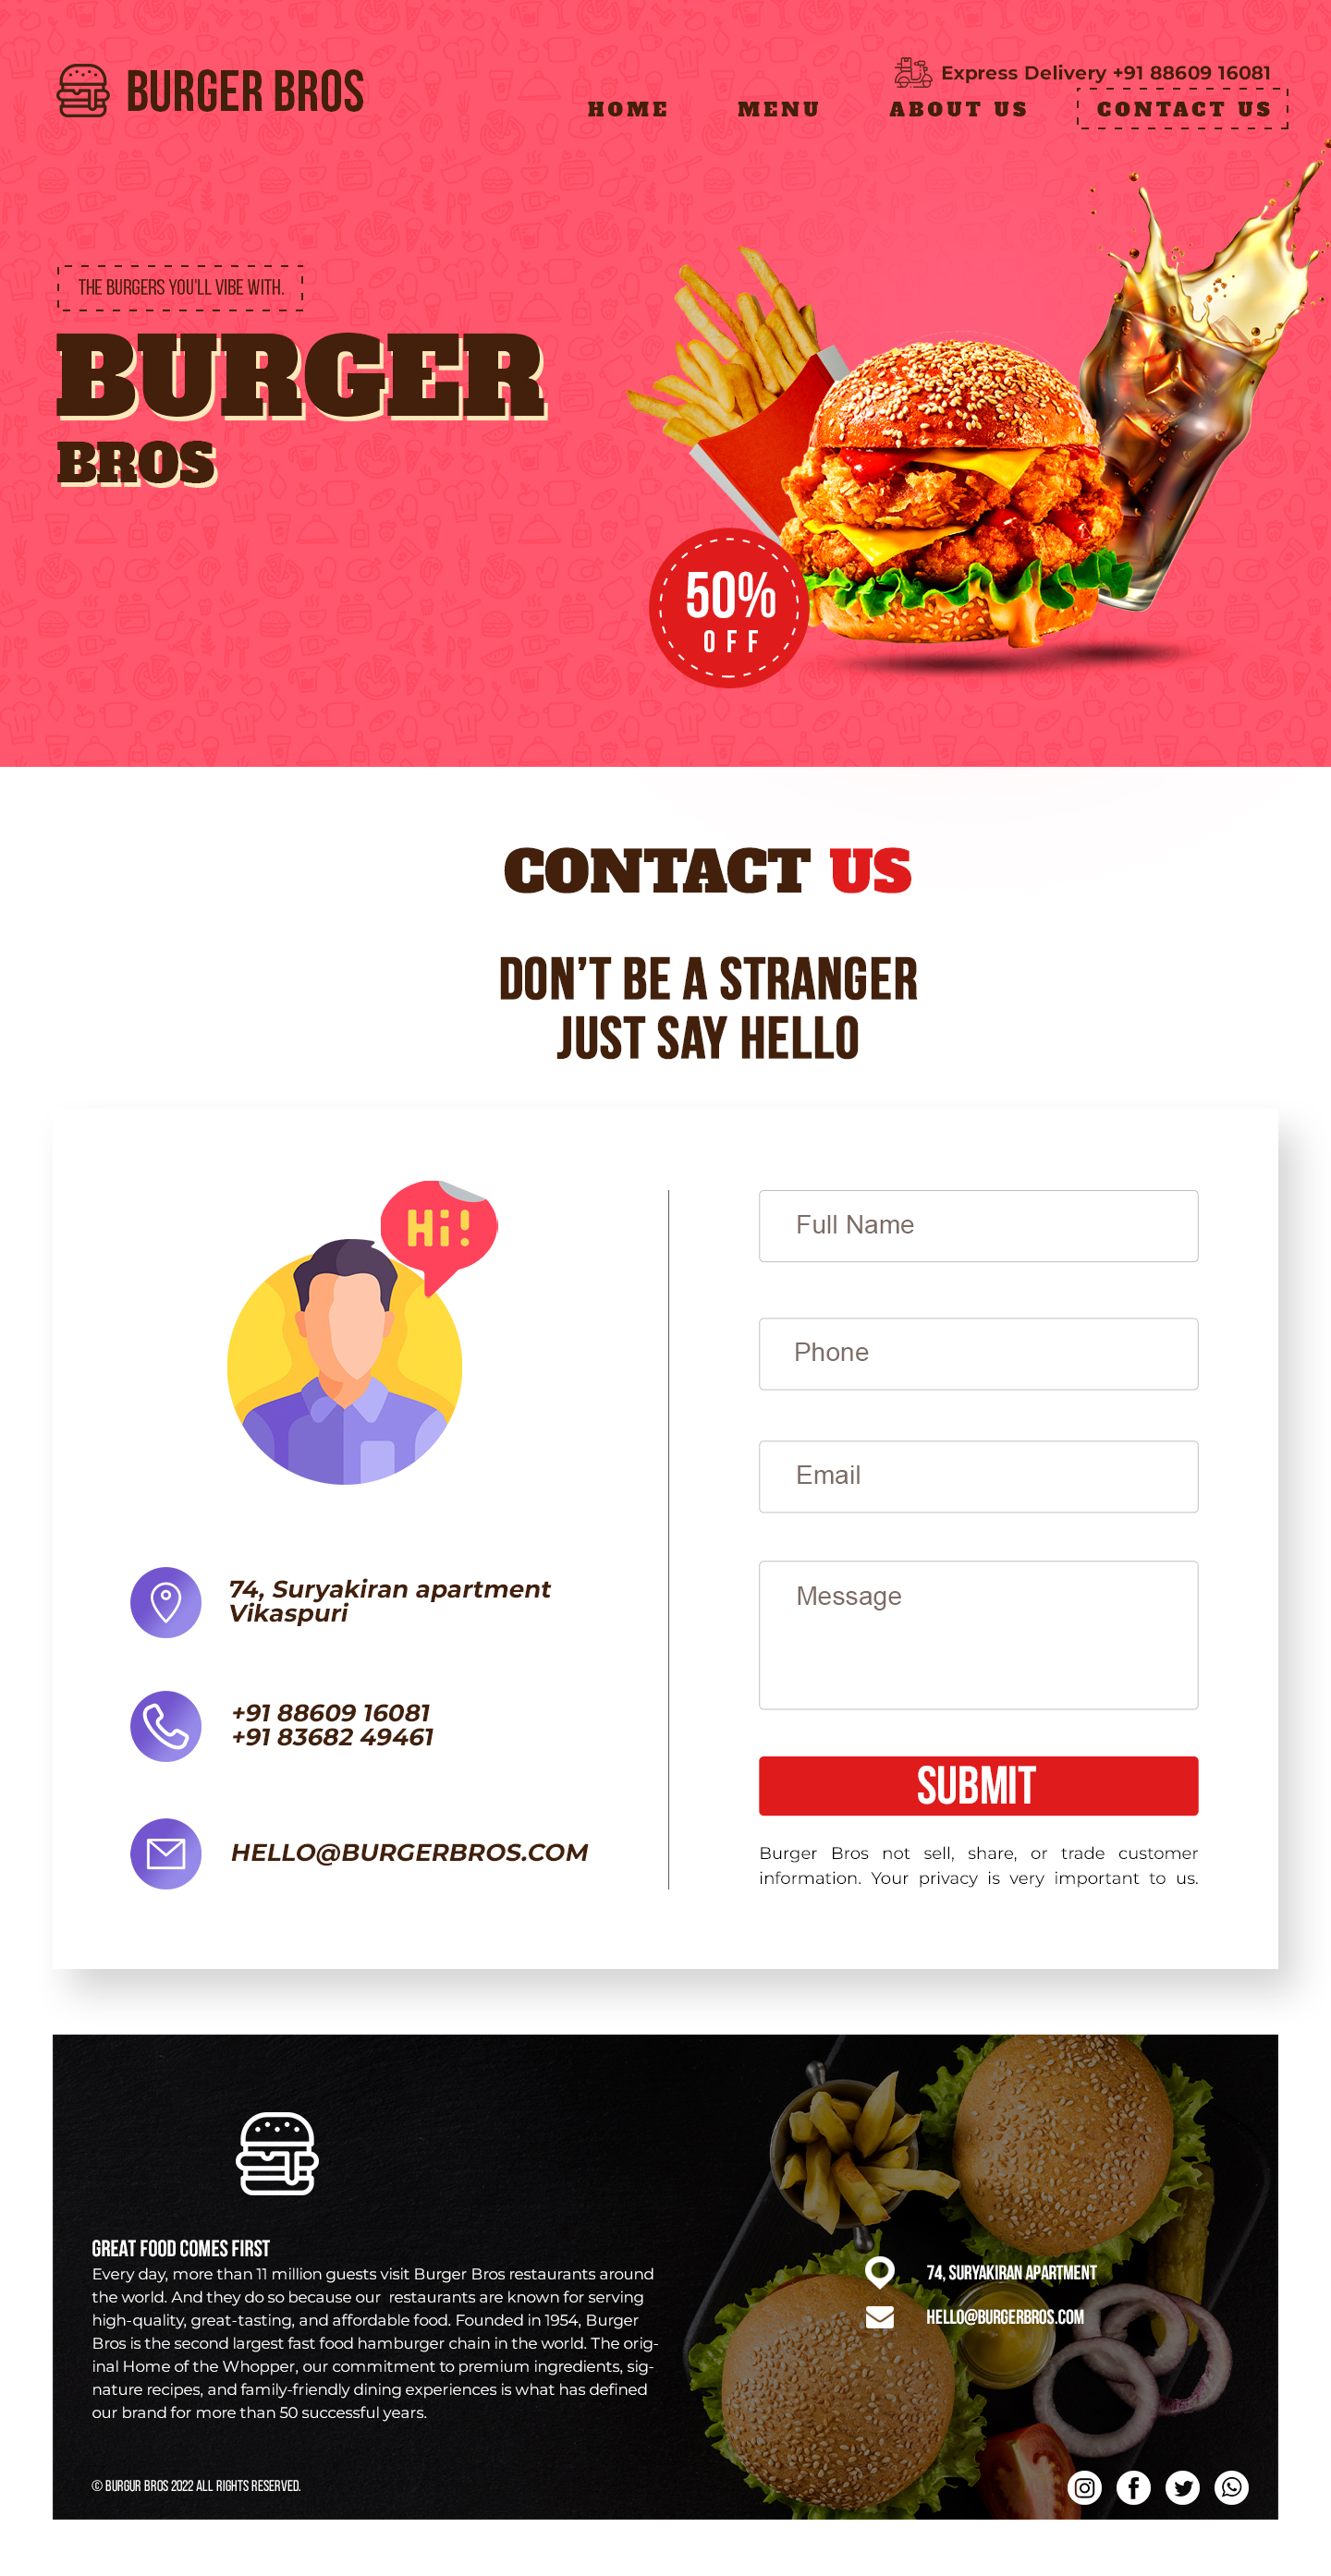 BURGER BROS
Express Delivery +91 88609 16081
HOME MENU ABOUT US CONTACT US
THE BURGERS YOU'LL VIBE WITH.
BURGER
BROS
50%
OFF
CONTACT US
DON'T BE A STRANGER
JUST SAY HELLO
Hi!
74, Suryakiran apartment
Vikaspuri
+91 88609 16081
+91 83682 49461
HELLO@BURGERBROS.COM
Full Name
Phone
Email
Message
SUBMIT
Burger Bros not sell, share, or trade customer
information. Your privacy is very important to us.
GREAT FOOD COMES FIRST
Every day, more than 11 million guests visit Burger Bros restaurants around
the world. And they do so because our restaurants are known for serving
high-quality, great-tasting, and affordable food. Founded in 1954, Burger
Bros is the second largest fast food hamburger chain in the world. The orig-
inal Home of the Whopper, our commitment to premium ingredients, sig-
nature recipes, and family-friendly dining experiences is what has defined
our brand for more than 50 successful years.
74, SURYAKIRAN APARTMENT
HELLO@BURGERBROS.COM
© BURGUR BROS 2022 ALL RIGHTS RESERVED.